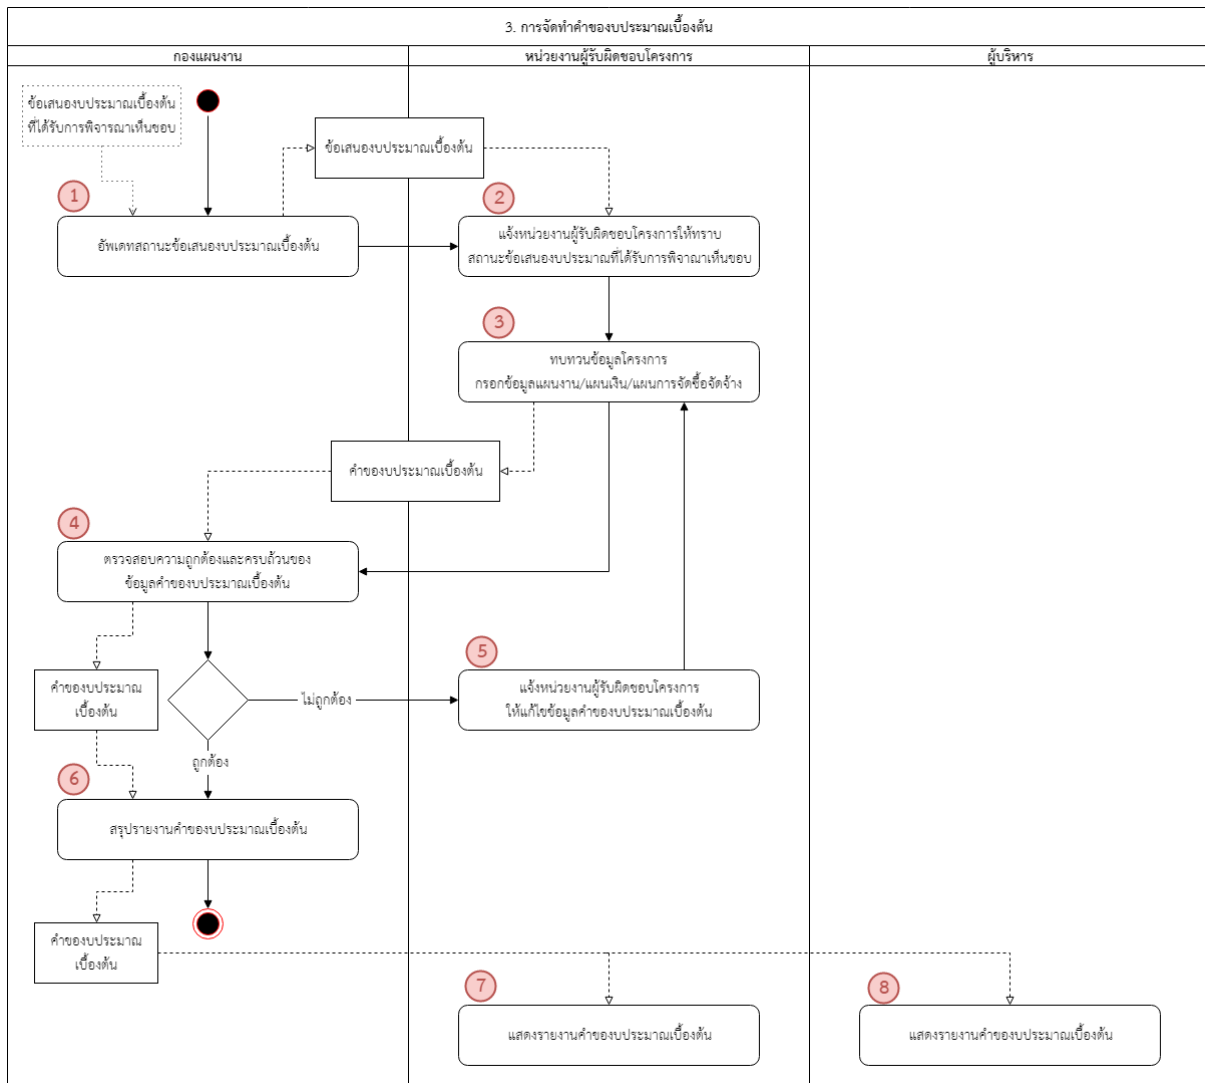 3. การจัดทำคำของบประมาณเบื้องต้น
กองแผนงาน
หน่วยงานผู้รับผิดชอบโครงการ
ผู้บริหาร
ข้อเสนองบประมาณเบื้องต้น
ที่ได้รับการพิจารณาเห็นชอบ
ข้อเสนองบประมาณเบื้องต้น
1
อัพเดทสถานะข้อเสนองบประมาณเบื้องต้น
2
แจ้งหน่วยงานผู้รับผิดชอบโครงการให้ทราบ
สถานะข้อเสนองบประมาณที่ได้รับการพิจาณาเห็นชอบ
3
ทบทวนข้อมูลโครงการ
กรอกข้อมูลแผนงาน/แผนเงิน/แผนการจัดซื้อจัดจ้าง
คำของบประมาณเบื้องต้น
4
ตรวจสอบความถูกต้องและครบถ้วนของ
ข้อมูลคำของบประมาณเบื้องต้น
คำของบประมาณ
เบื้องต้น
ไม่ถูกต้อง
5
แจ้งหน่วยงานผู้รับผิดชอบโครงการ
ให้แก้ไขข้อมูลคำของบประมาณเบื้องต้น
ถูกต้อง
6
สรุปรายงานคำของบประมาณเบื้องต้น
คำของบประมาณ
เบื้องต้น
7
แสดงรายงานคำของบประมาณเบื้องต้น
8
แสดงรายงานคำของบประมาณเบื้องต้น